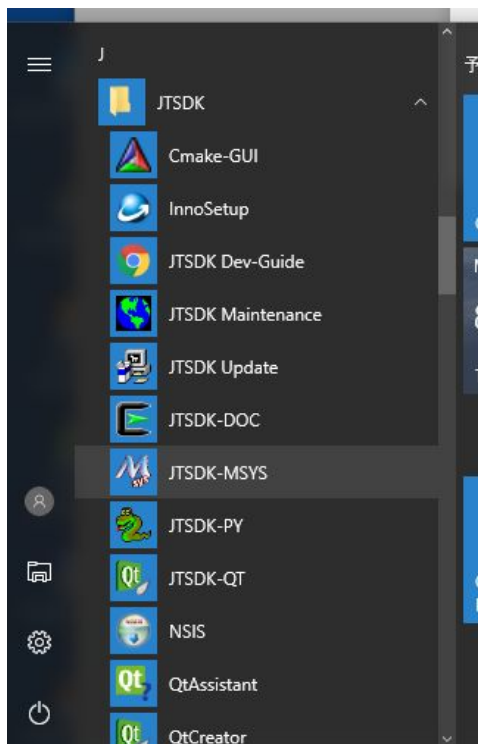 J
予
JTSDK
Cmake-GUI
InnoSetup
JTSDK Dev-Guide
JTSDK Maintenance
JTSDK Update
JTSDK-DOC
JTSDK-MSYS
JTSDK-PY
JTSDK-QT
NSIS
QtAssistant
QtCreator